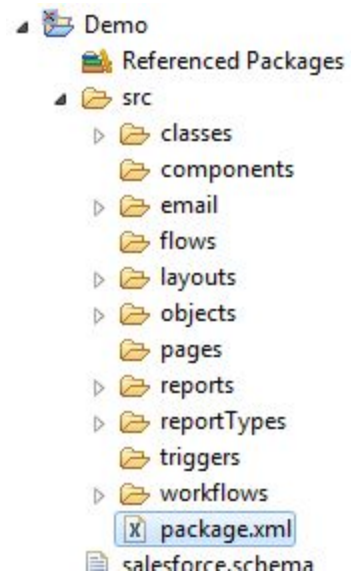 Demo
Referenced Packages
src
classes
components
email
flows
layouts
objects
pages
reports
reportTypes
triggers
workflows
package.xml
salesforce.schema